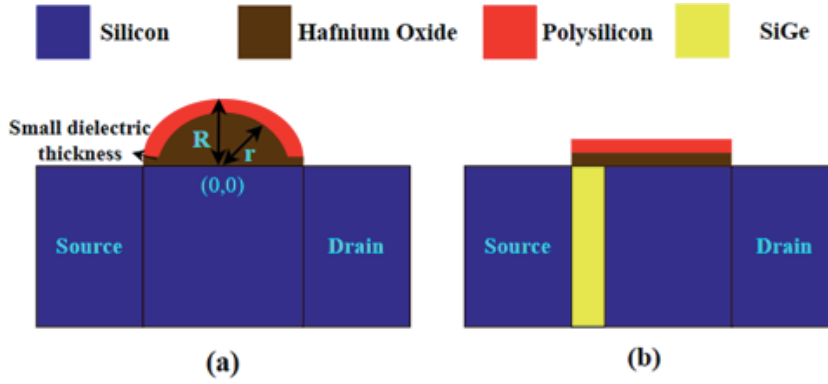 Silicon
Hafnium Oxide
Polysilicon
SiGe
Small dielectric
thickness
R
r
(0,0)
Source
Drain
Source
Drain
(a)
(b)